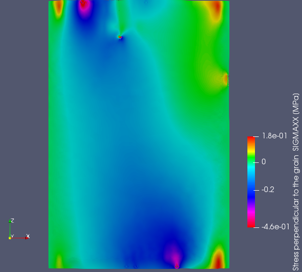 1.8e-01
0
-0.2
-4.6e-01
Stress perpendicular to the grain SIGMAXX (MPa)
Z
X